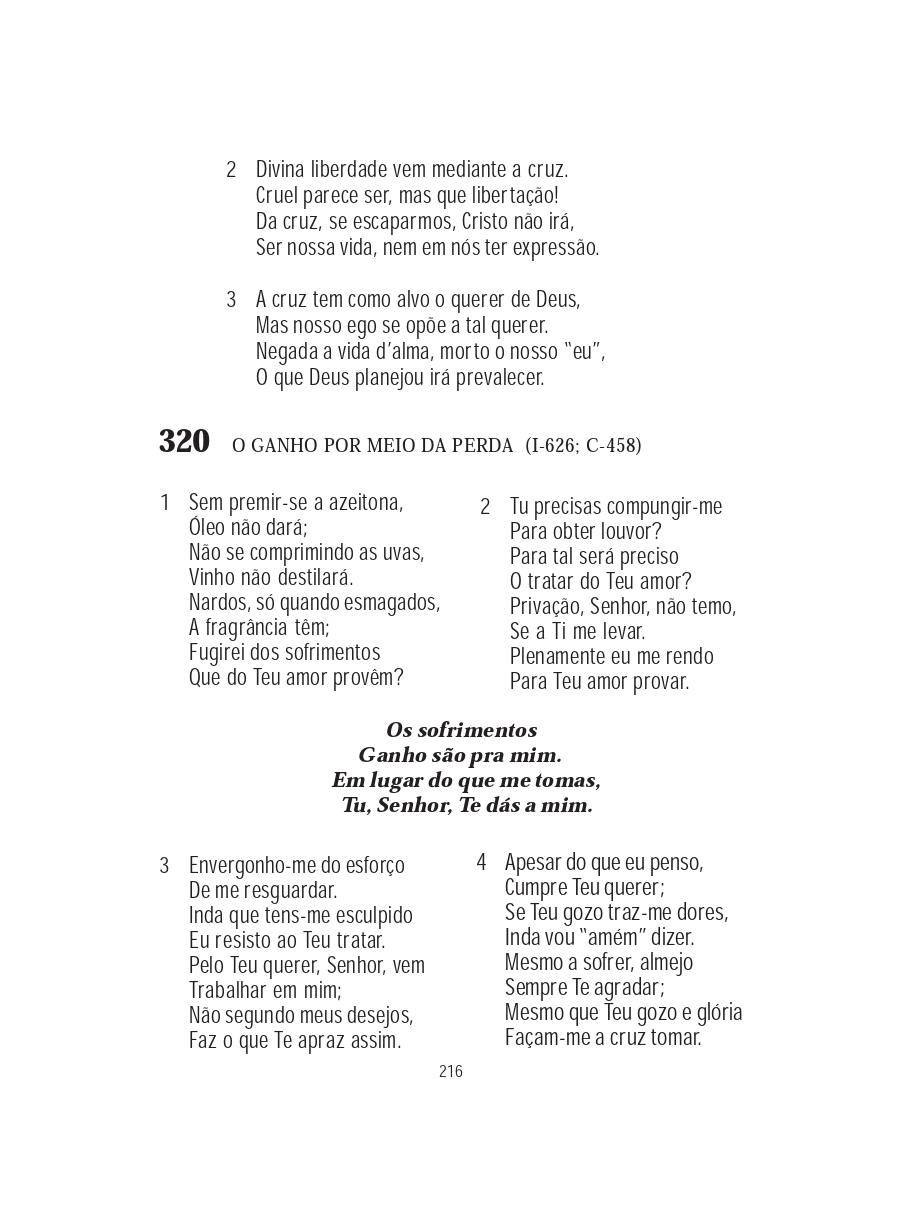 2 Divina liberdade vem mediante a cruz.
Cruel parece ser, mas que libertação!
Da cruz, se escaparmos, Cristo não irá,
Ser nossa vida, nem em nós ter expressão.
3 A cruz tem como alvo o querer de Deus,
Mas nosso ego se opõe a tal querer.
Negada a vida d’alma, morto o nosso “eu”,
O que Deus planejou irá prevalecer.
320 O GANHO POR MEIO DA PERDA (I-626; C-458)
1 Sem premir-se a azeitona,
Óleo não dará;
Não se comprimindo as uvas,
Vinho não destilará.
Nardos, só quando esmagados,
A fragrância têm;
Fugirei dos sofrimentos
Que do Teu amor provêm?
2 Tu precisas compungir-me
Para obter louvor?
Para tal será preciso
O tratar do Teu amor?
Privação, Senhor, não temo,
Se a Ti me levar.
Plenamente eu me rendo
Para Teu amor provar.
Os sofrimentos
Ganho são pra mim.
Em lugar do que me tomas,
Tu, Senhor, Te dás a mim.
3 Envergonho-me do esforço
De me resguardar.
Inda que tens-me esculpido
Eu resisto ao Teu tratar.
Pelo Teu querer, Senhor, vem
Trabalhar em mim;
Não segundo meus desejos,
Faz o que Te apraz assim.
4 Apesar do que eu penso,
Cumpre Teu querer;
Se Teu gozo traz-me dores,
Inda vou “amém” dizer.
Mesmo a sofrer, almejo
Sempre Te agradar;
Mesmo que Teu gozo e glória
Façam-me a cruz tomar.
216